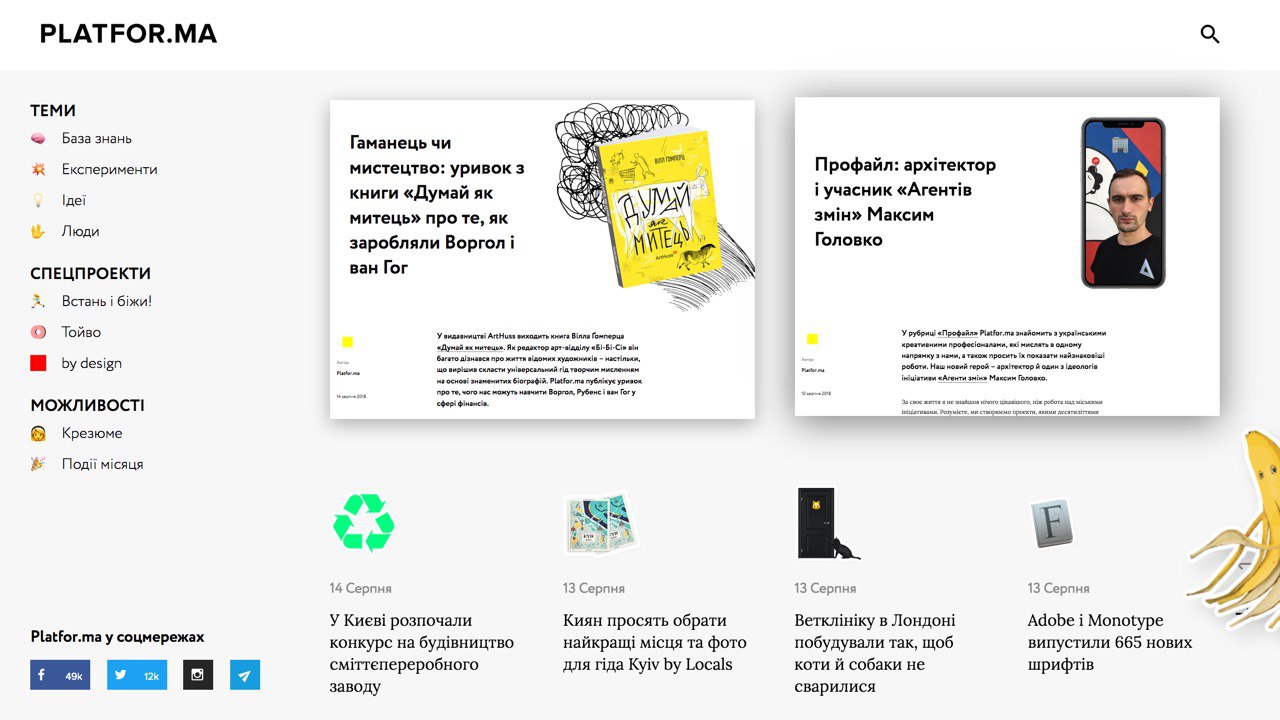 PLATFOR.MA
ТЕМИ
База знань
Експерименти
Ідеї
Люди
СПЕЦПРОЕКТИ
Встань і біжи!
Тойво
by design
МОЖЛИВОСТІ
Крезюме
Події місяця
Platfor.ma у соцмережах
49k
12k
Гаманець чи
мистецтво: уривок з
книги «Думай як
митець» про те, як
заробляли Воргол і
ван Гог
ВІЛЛ ҐОМПЕРЦ
ДУМАЙ
як
МИТЕЦЬ
ArtHuss
Автор:
Platfor.ma
14 серпня 2018
У видавництві ArtHuss виходить книга Вілла Ґомперца
«Думай як митець». Як редактор арт-відділу «Бі-Бі-Сі» він
багато дізнався про життя відомих художників – настільки,
що вирішив скласти універсальний гід творчим мисленням
на основі знаменитих біографій. Platfor.ma публікує уривок
про те, чого нас можуть навчити Воргол, Рубенс і ван Гог у
сфері фінансів.
Профайл: архітектор
і учасник «Агентів
змін» Максим
Головко
Автор:
Platfor.ma
10 серпня 2018
У рубриці «Профайл» Platfor.ma знайомить з українськими
креативними професіоналами, які мислять в одному
напрямку з нами, а також просить їх показати найзнаковіші
роботи. Наш новий герой – архітектор й один з ідеологів
ініціативи «Агенти змін» Максим Головко.
За своє життя я не знайшов нічого цікавішого, ніж робота над міськими
ініціативами. Розумієте, ми створюємо проекти, якими десятиліттями
14 Серпня
У Києві розпочали
конкурс на будівництво
сміттєпереробного
заводу
13 Серпня
Киян просять обрати
найкращі місця та фото
для гіда Kyiv by Locals
13 Серпня
Ветклініку в Лондоні
побудували так, щоб
коти й собаки не
сварилися
F
13 Серпня
Adobe і Monotype
випустили 665 нових
шрифтів